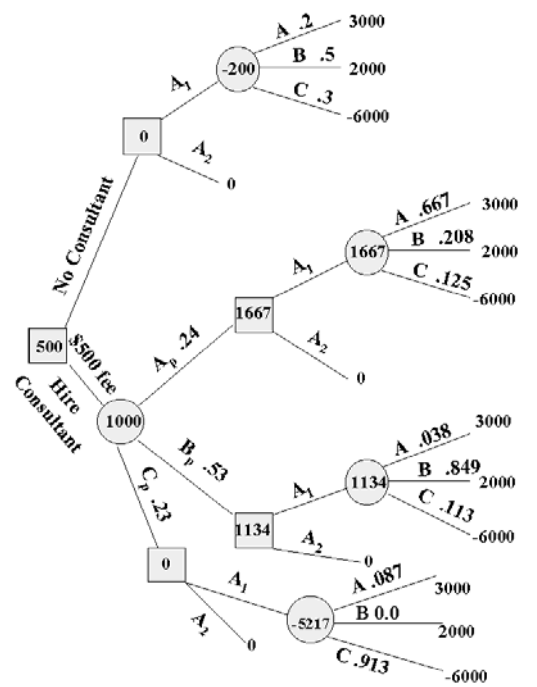 A .2 3000
A1 -200 B .5 2000
C .3 -6000
0
A2 0
No Consultant
A .667 3000
A1 1667 B .208 2000
C .125 -6000
1667
A2 0
Ap .24
500 $500 fee
Hire
Consultant
1000
Bp .53
A .038 3000
A1 1134 B .849 2000
C .113 -6000
1134
A2 0
Cp .23
0
A1 -5217 A .087 3000
B 0.0 2000
C .913 -6000
A2 0